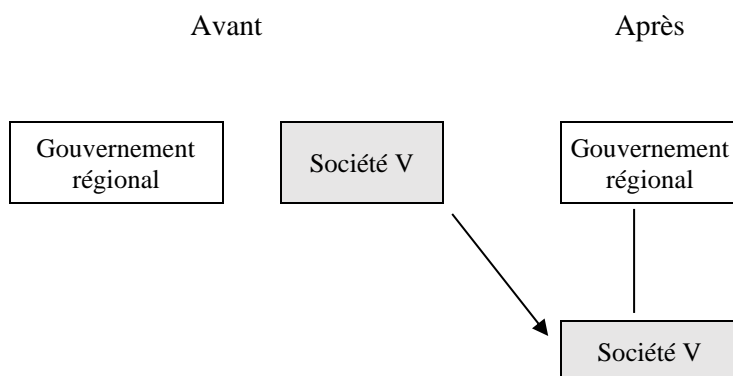 Avant
Après
Gouvernement
régional
Société V
Gouvernement
régional
Société V